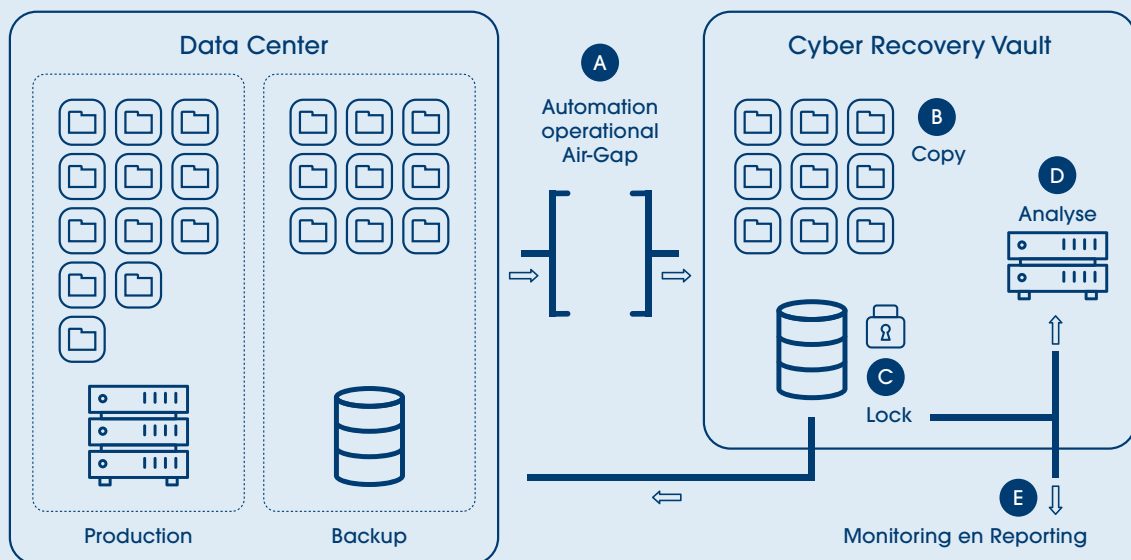 Data Center
Production
Backup
A
Automation
operational
Air-Gap
Cyber Recovery Vault
B
Copy
C
Lock
D
Analyse
E
Monitoring en Reporting